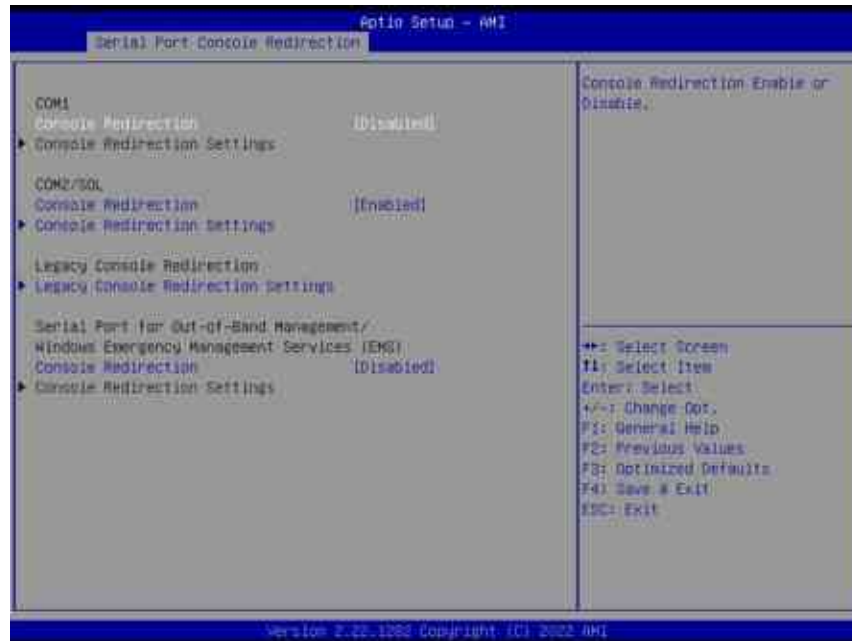 Aptio Setup - AMI
Serial Port Console Redirection
COM1
Console Redirection [Disabled]
Console Redirection Settings
COM2/SOL
Console Redirection [Enabled]
Console Redirection Settings
Legacy Console Redirection
Legacy Console Redirection Settings
Serial Port for Out-of-Band Management/
Windows Emergency Management Services (EMS)
Console Redirection [Disabled]
Console Redirection Settings
Console Redirection Enable or
Disable.
: Select Screen
: Select Item
Enter: Select
+/-: Change Opt.
F1: General Help
F2: Previous Values
F3: Optimized Defaults
F4: Save & Exit
ESC: Exit
Version 2.22.1282 Copyright (C) 2022 AMI